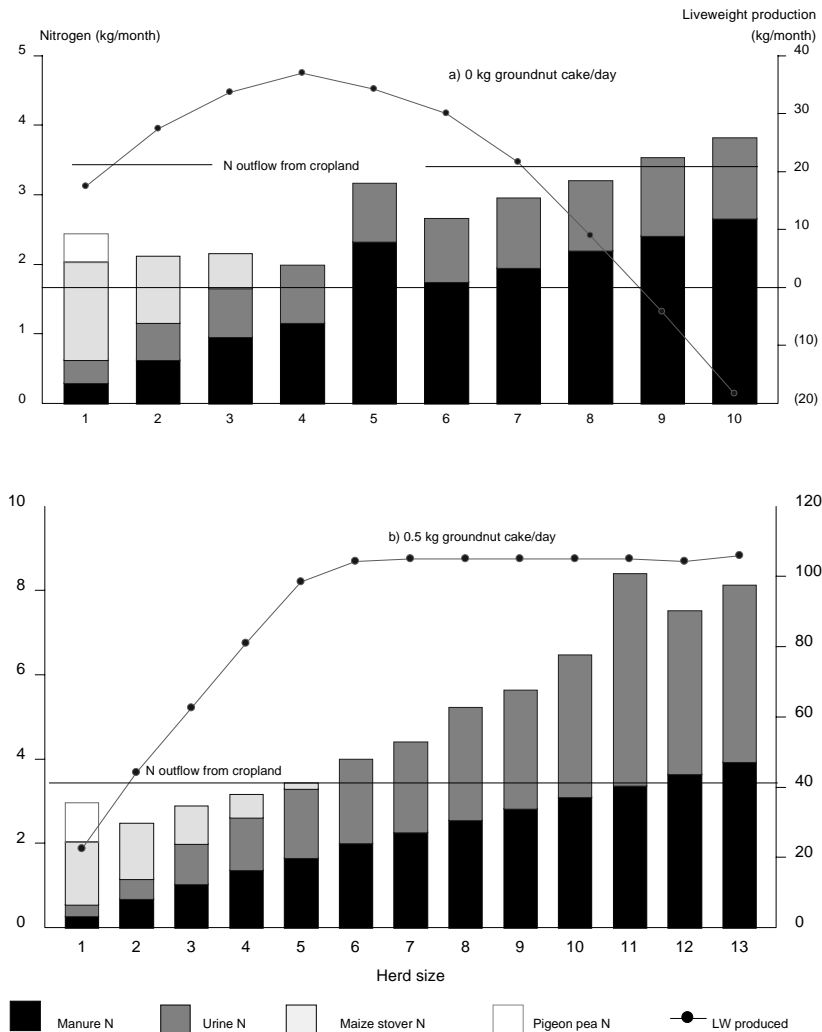 Nitrogen (kg/month)
Liveweight production
(kg/month)
5
4
3
2
1
0
40
30
20
10
0
(10)
(20)
a) 0 kg groundnut cake/day
N outflow from cropland
1 2 3 4 5 6 7 8 9 10
10
8
6
4
2
0
120
100
80
60
40
20
0
b) 0.5 kg groundnut cake/day
N outflow from cropland
1 2 3 4 5 6 7 8 9 10 11 12 13
Herd size
Manure N Urine N Maize stover N Pigeon pea N LW produced